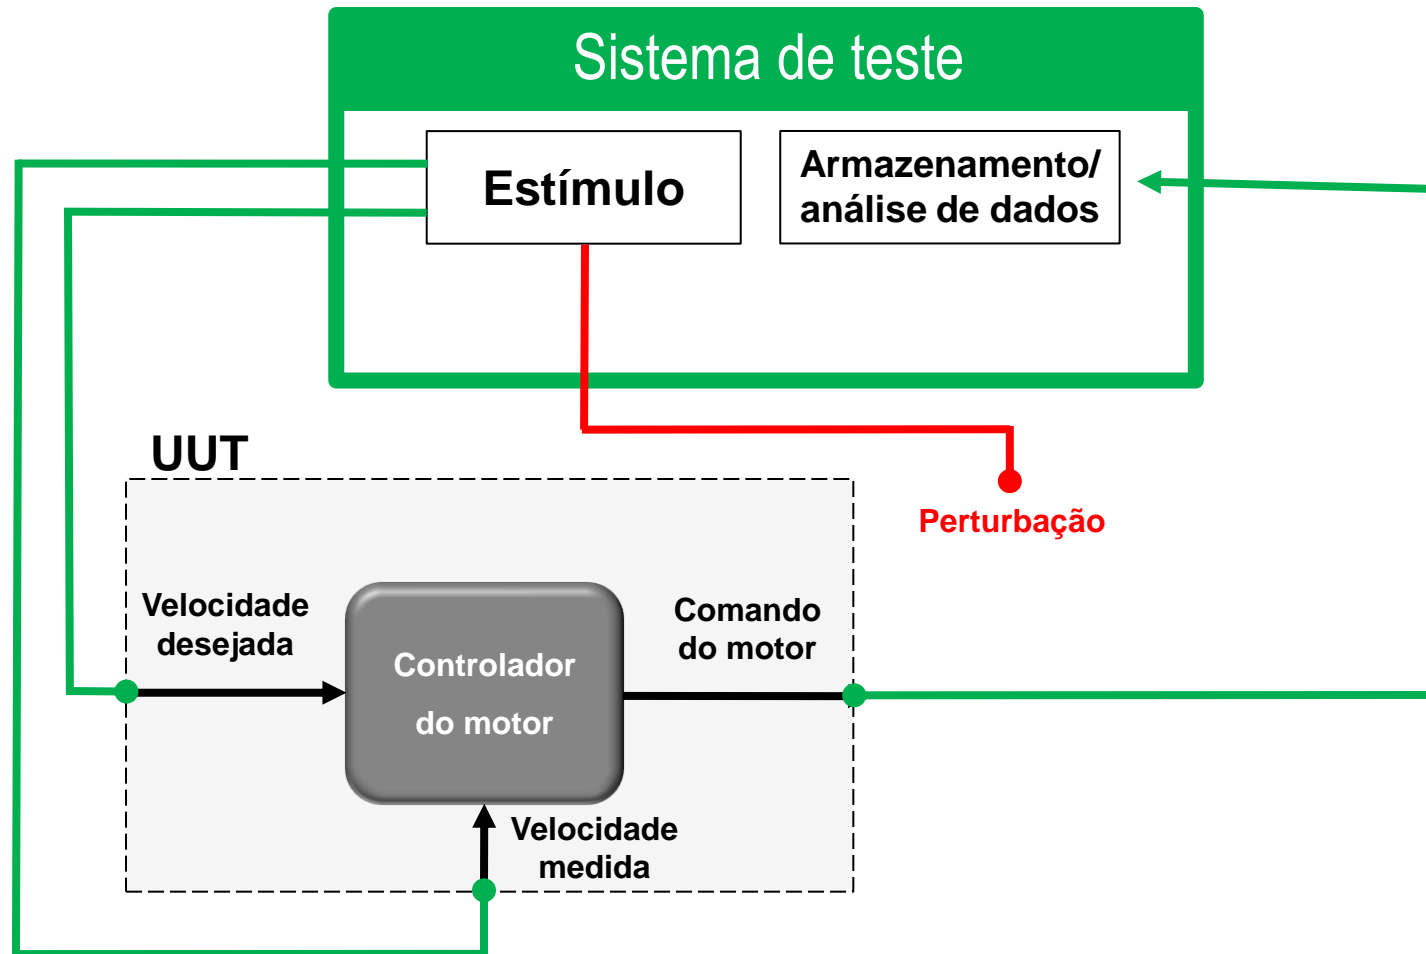 Sistema de teste
Estímulo
Armazenamento/
análise de dados
UUT
Perturbação
Velocidade
desejada
Controlador
do motor
Comando
do motor
Velocidade
medida